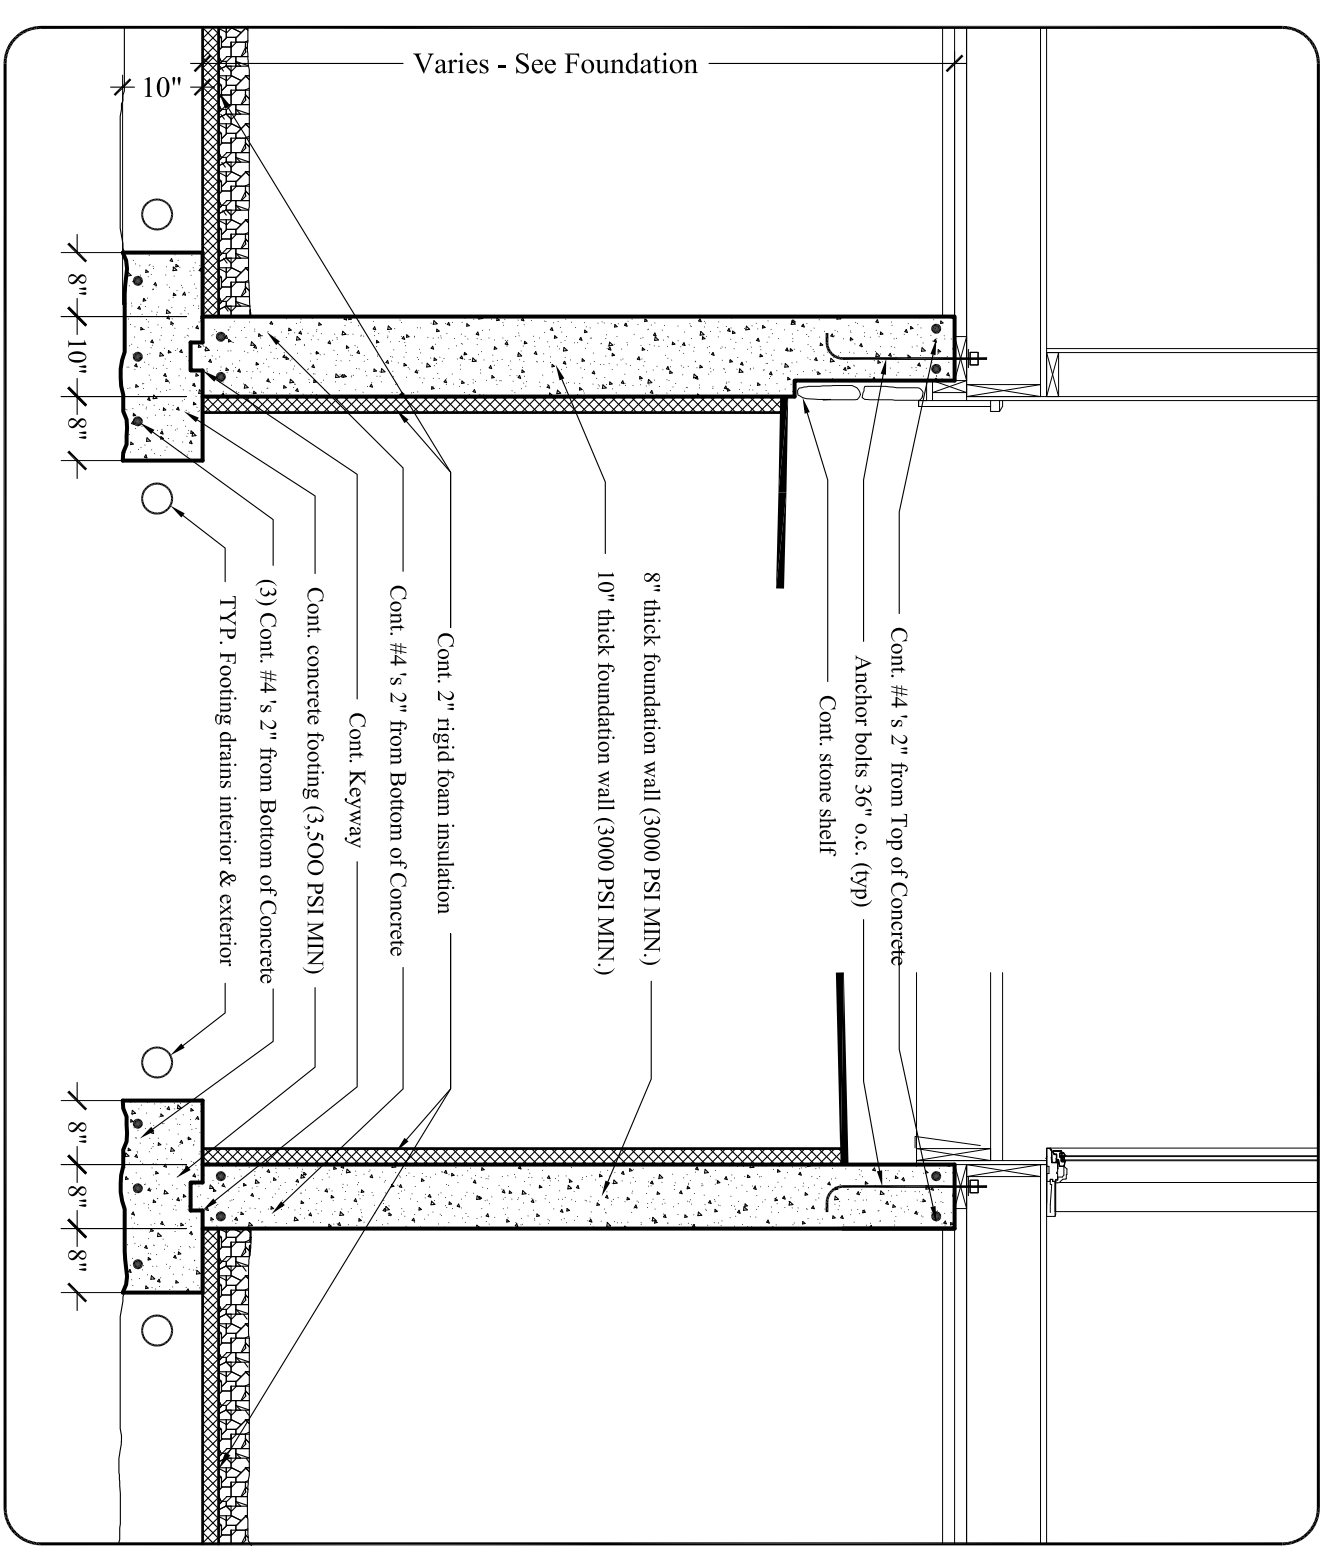 Varies - See Foundation
10"
8"
10"
8"
Cont. #4 's 2" from Top of Concrete
Anchor bolts 36" o.c. (typ)
Cont. stone shelf
8" thick foundation wall (3000 PSI MIN.)
10" thick foundation wall (3000 PSI MIN.)
Cont. 2" rigid foam insulation
Cont. #4 's 2" from Bottom of Concrete
Cont. Keyway
Cont. concrete footing (3,5OO PSI MIN)
(3) Cont. #4 's 2" from Bottom of Concrete
TYP. Footing drains interior & exterior
8"
8"
8"